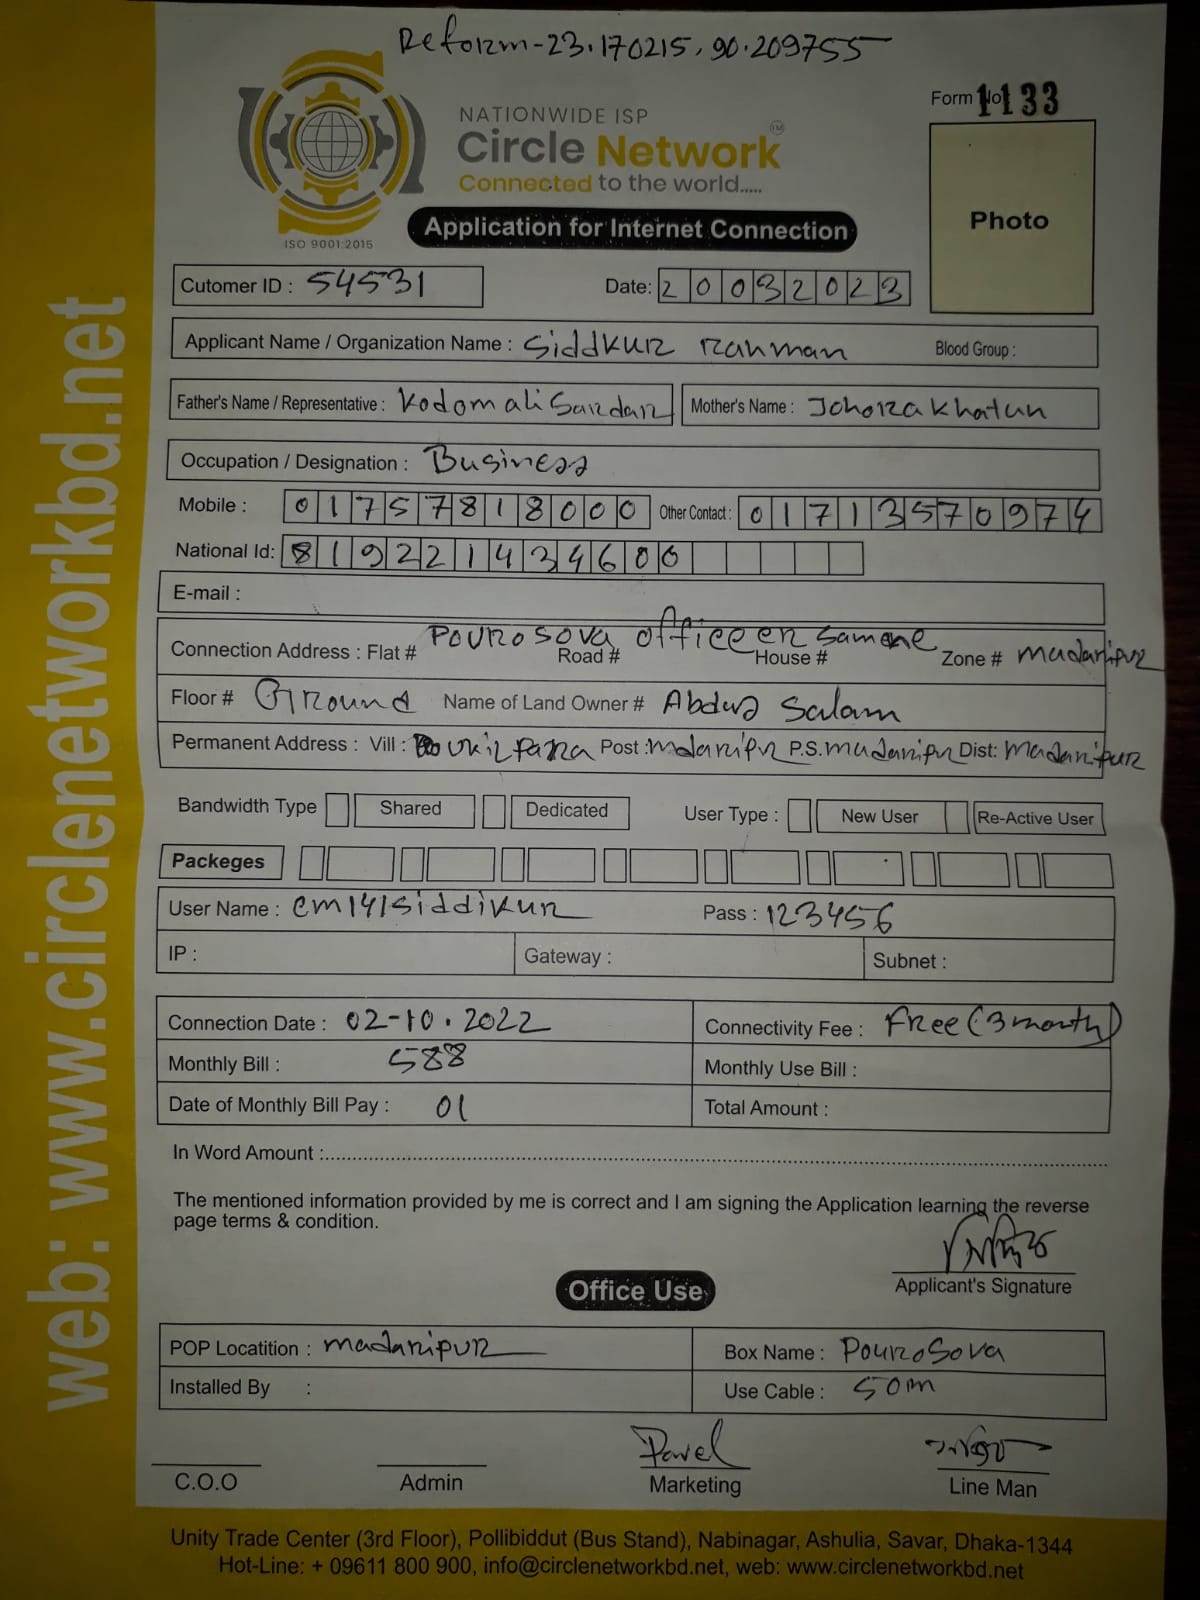 Reform-23.170215, 90.209755
Form No 1133
NATIONWIDE ISP
Circle Network
TM
Connected to the world.....
ISO 9001:2015
Application for Internet Connection
Photo
Cutomer ID : 54531
Date: 20032023
Applicant Name / Organization Name : Siddkur rahman
Blood Group :
Father's Name / Representative : Kodom ali Sardar
Mother's Name : Johora khatun
Occupation / Designation : Business
Mobile : 01757818000
Other Contact : 01713570974
National Id: 819221434600
E-mail :
Connection Address : Flat # Pourosova officeer samone Road # House # Zone # madaripur
Floor # Ground Name of Land Owner # Abdus Salam
Permanent Address : Vill : ukil para Post : madaripur P.S. madaripur Dist: Madaripur
Bandwidth Type Shared Dedicated User Type : New User Re-Active User
Packeges
User Name : cm141siddikur Pass : 123456
IP : Gateway : Subnet :
Connection Date : 02-10.2022 Connectivity Fee : Free (3 month)
Monthly Bill : 588 Monthly Use Bill :
Date of Monthly Bill Pay : 01 Total Amount :
In Word Amount :
The mentioned information provided by me is correct and I am signing the Application learning the reverse
page terms & condition.
Applicant's Signature
Office Use
POP Locatition : madaripur Box Name : Pourosova
Installed By : Use Cable : 50m
Pavel
C.O.O Admin Marketing Line Man
Unity Trade Center (3rd Floor), Pollibiddut (Bus Stand), Nabinagar, Ashulia, Savar, Dhaka-1344
Hot-Line: + 09611 800 900, info@circlenetworkbd.net, web: www.circlenetworkbd.net
web: www.circlenetworkbd.net